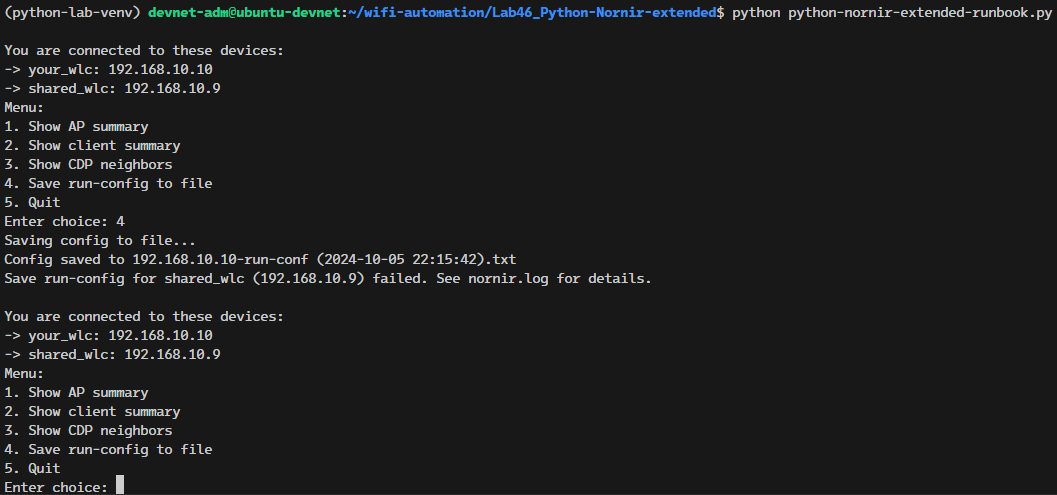 (python-lab-venv) devnet-adm@ubuntu-devnet:~/wifi-automation/Lab46_Python-Nornir-extended$ python python-nornir-extended-runbook.py
You are connected to these devices:
-> your_wlc: 192.168.10.10
-> shared_wlc: 192.168.10.9
Menu:
1. Show AP summary
2. Show client summary
3. Show CDP neighbors
4. Save run-config to file
5. Quit
Enter choice: 4
Saving config to file...
Config saved to 192.168.10.10-run-conf (2024-10-05 22:15:42).txt
Save run-config for shared_wlc (192.168.10.9) failed. See nornir.log for details.
You are connected to these devices:
-> your_wlc: 192.168.10.10
-> shared_wlc: 192.168.10.9
Menu:
1. Show AP summary
2. Show client summary
3. Show CDP neighbors
4. Save run-config to file
5. Quit
Enter choice: